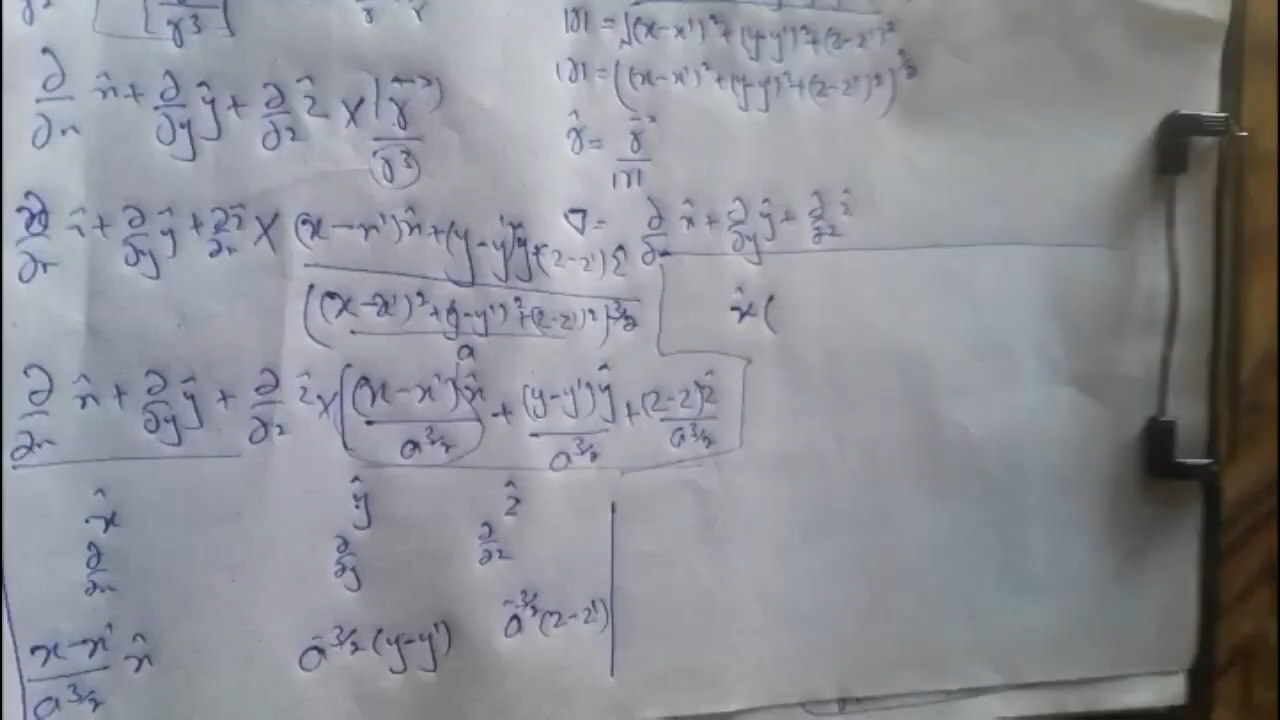 |r| = √(x-x')²+(y-y')²+(z-z')²
|r| = ((x-x')²+(y-y')²+(z-z')²)^½
∂/∂x x̂ + ∂/∂y ŷ + ∂/∂z ẑ × (r⃗/r³)
r̂ = r⃗/|r|
∇ = ∂/∂x x̂ + ∂/∂y ŷ + ∂/∂z ẑ
∂/∂x x̂ + ∂/∂y ŷ + ∂/∂x ẑ × (x-x')x̂+(y-y')ŷ+(z-z')ẑ / ((x-x')²+(y-y')²+(z-z')²)^3/2
a
x̂(
∂/∂x x̂ + ∂/∂y ŷ + ∂/∂z ẑ × ((x-x')x̂/a^3/2 + (y-y')ŷ/a^3/2 + (z-z)ẑ/a^3/2
x̂ ŷ ẑ
∂/∂x ∂/∂y ∂/∂z
x-x'/a^3/2 x̂ a^-3/2(y-y') a^-3/2(z-z')